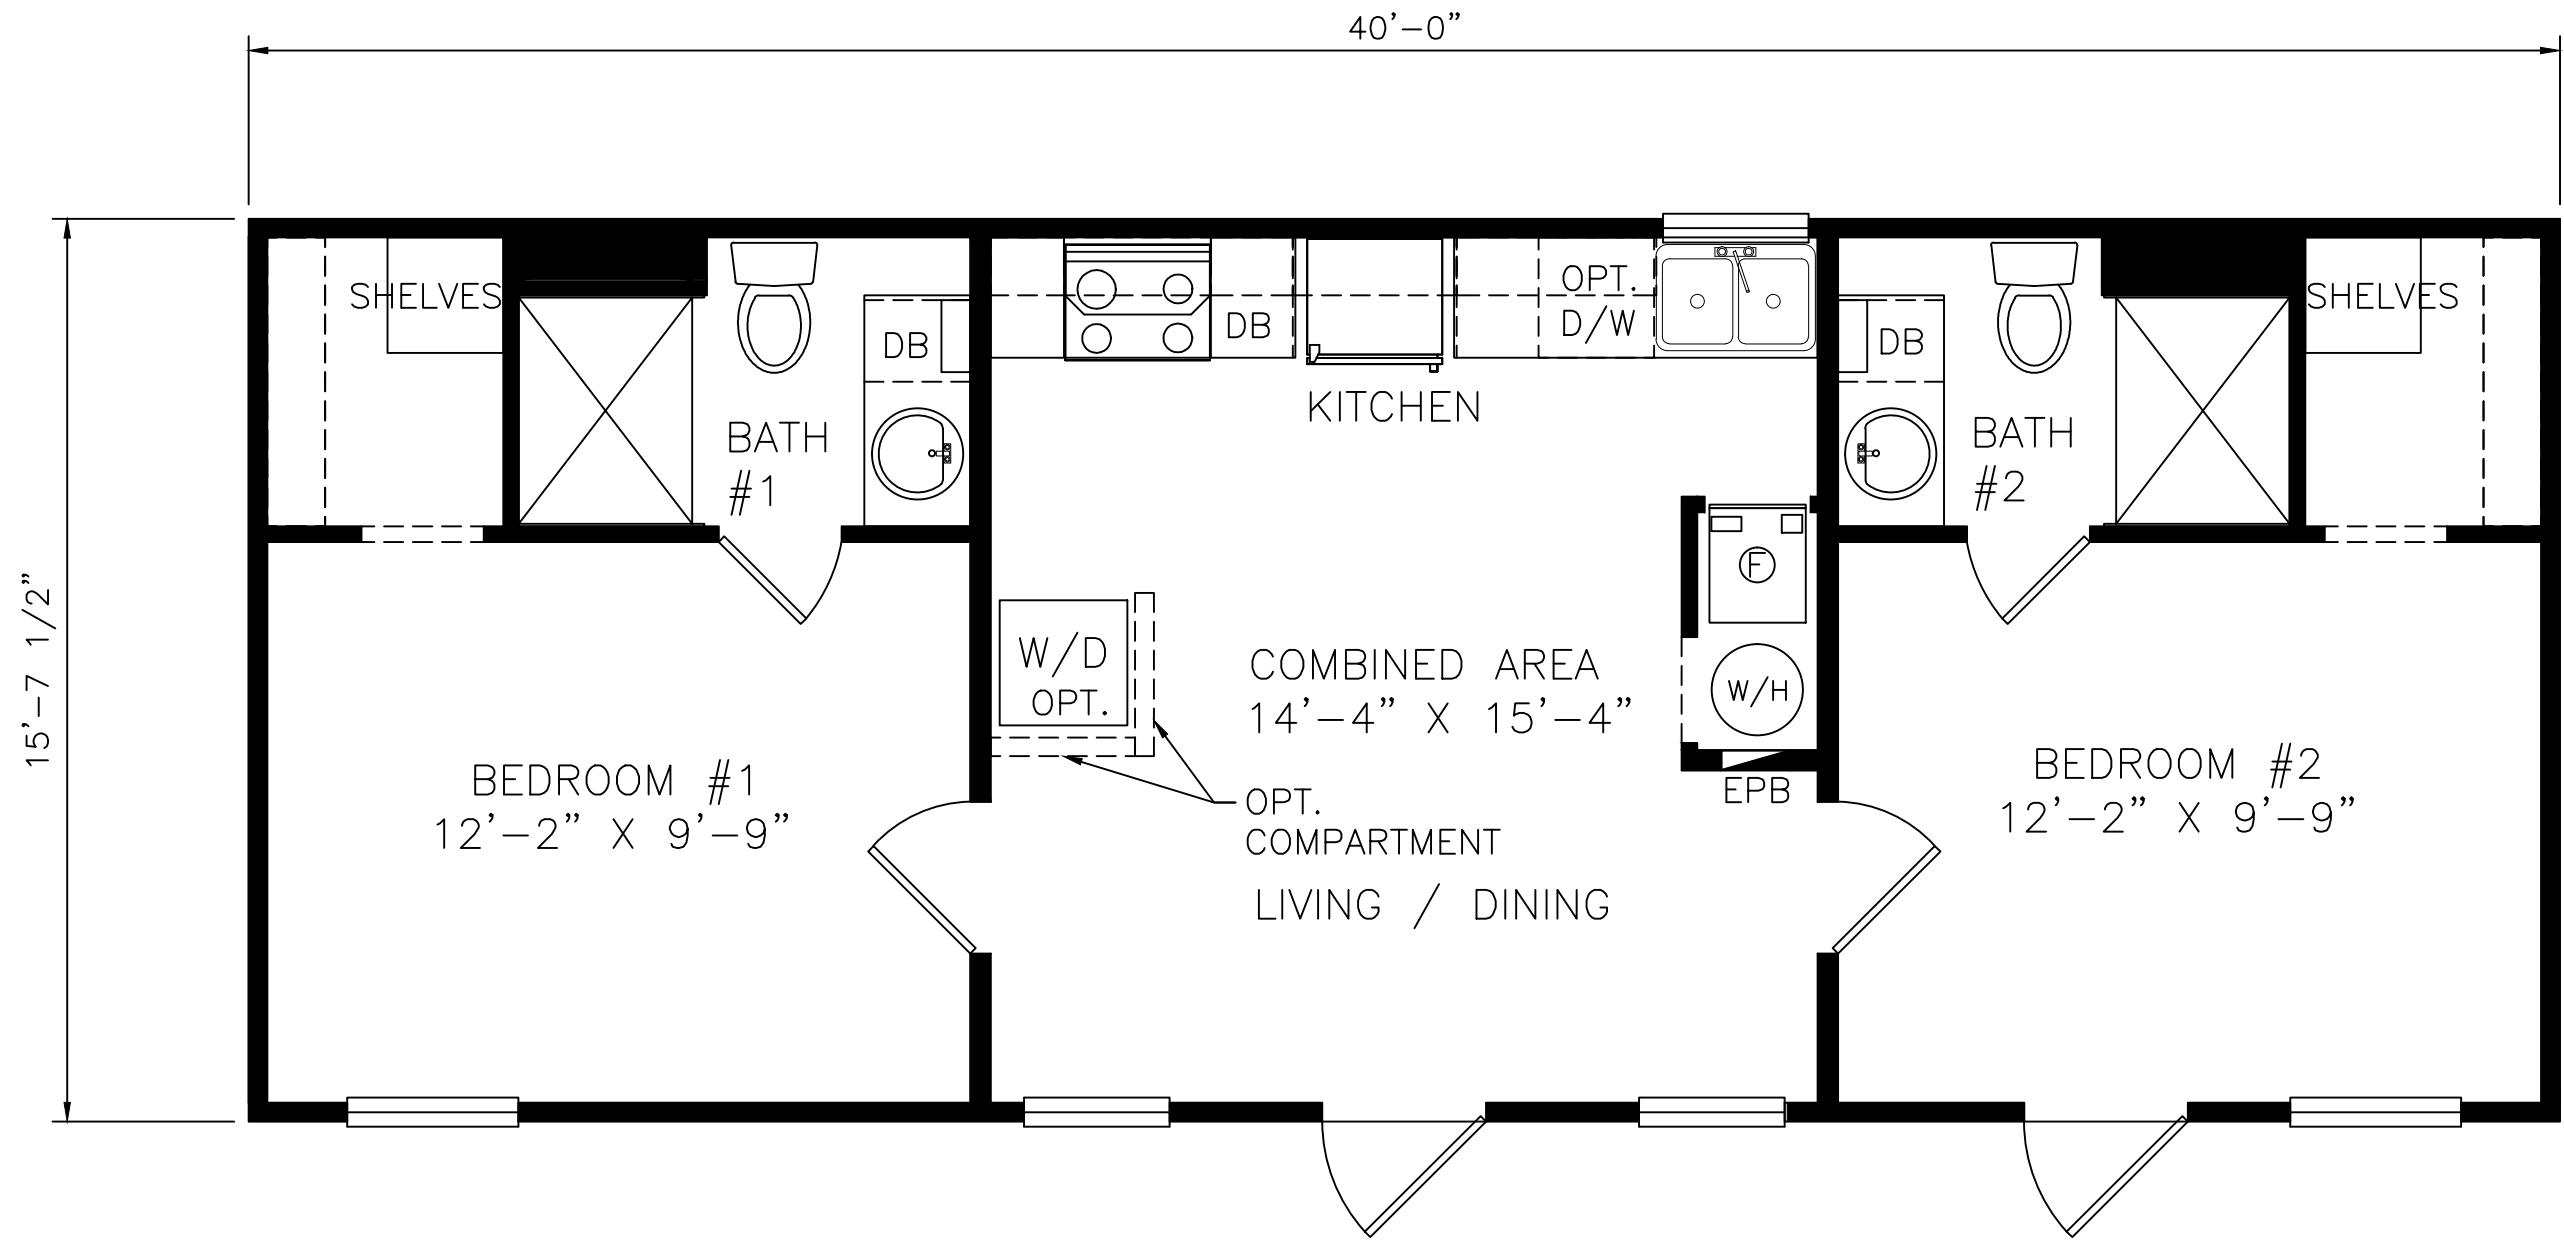 40'-0"
15'-7 1/2"
SHELVES
DB
BATH
#1
DB
OPT.
D/W
KITCHEN
DB
BATH
#2
SHELVES
F
W/H
EPB
W/D
OPT.
COMBINED AREA
14'-4" X 15'-4"
OPT.
COMPARTMENT
LIVING / DINING
BEDROOM #1
12'-2" X 9'-9"
BEDROOM #2
12'-2" X 9'-9"